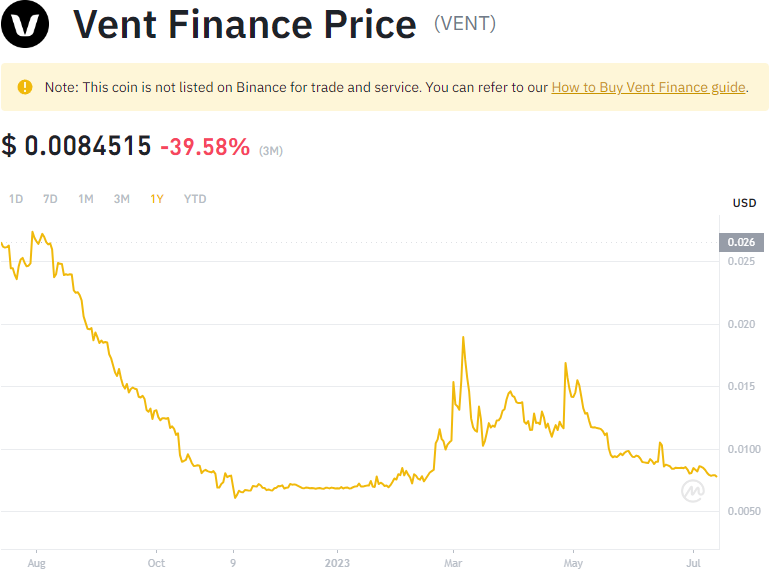 Vent Finance Price (VENT)
Note: This coin is not listed on Binance for trade and service. You can refer to our How to Buy Vent Finance guide.
$ 0.0084515 -39.58% (3M)
1D 7D 1M 3M 1Y YTD
USD
0.026
0.025
0.020
0.015
0.0100
0.0050
Aug Oct 9 2023 Mar May Jul